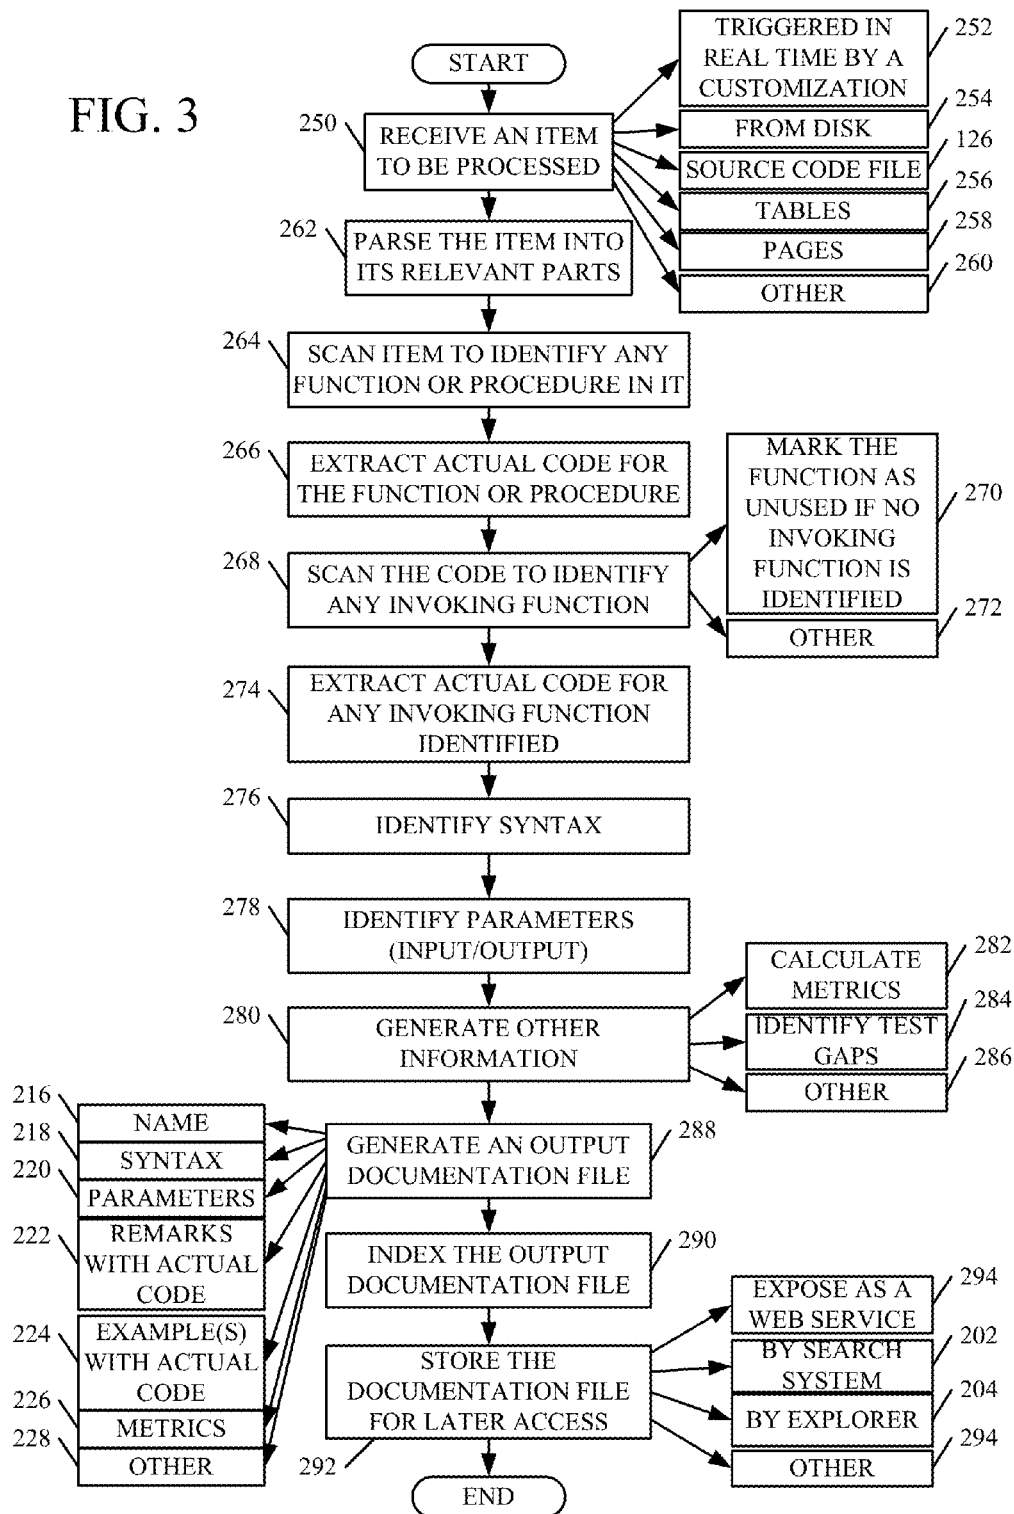 FIG. 3
START
250
RECEIVE AN ITEM
TO BE PROCESSED
TRIGGERED IN
REAL TIME BY A
CUSTOMIZATION
252
FROM DISK
254
SOURCE CODE FILE
126
TABLES
256
PAGES
258
OTHER
260
262
PARSE THE ITEM INTO
ITS RELEVANT PARTS
264
SCAN ITEM TO IDENTIFY ANY
FUNCTION OR PROCEDURE IN IT
266
EXTRACT ACTUAL CODE FOR
THE FUNCTION OR PROCEDURE
268
SCAN THE CODE TO IDENTIFY
ANY INVOKING FUNCTION
MARK THE
FUNCTION AS
UNUSED IF NO
INVOKING
FUNCTION IS
IDENTIFIED
270
OTHER
272
274
EXTRACT ACTUAL CODE FOR
ANY INVOKING FUNCTION
IDENTIFIED
276
IDENTIFY SYNTAX
278
IDENTIFY PARAMETERS
(INPUT/OUTPUT)
280
GENERATE OTHER
INFORMATION
CALCULATE
METRICS
282
IDENTIFY TEST
GAPS
284
OTHER
286
GENERATE AN OUTPUT
DOCUMENTATION FILE
288
216
NAME
218
SYNTAX
220
PARAMETERS
222
REMARKS
WITH ACTUAL
CODE
224
EXAMPLE(S)
WITH ACTUAL
CODE
226
METRICS
228
OTHER
INDEX THE OUTPUT
DOCUMENTATION FILE
290
STORE THE
DOCUMENTATION FILE
FOR LATER ACCESS
292
EXPOSE AS A
WEB SERVICE
294
BY SEARCH
SYSTEM
202
BY EXPLORER
204
OTHER
294
END